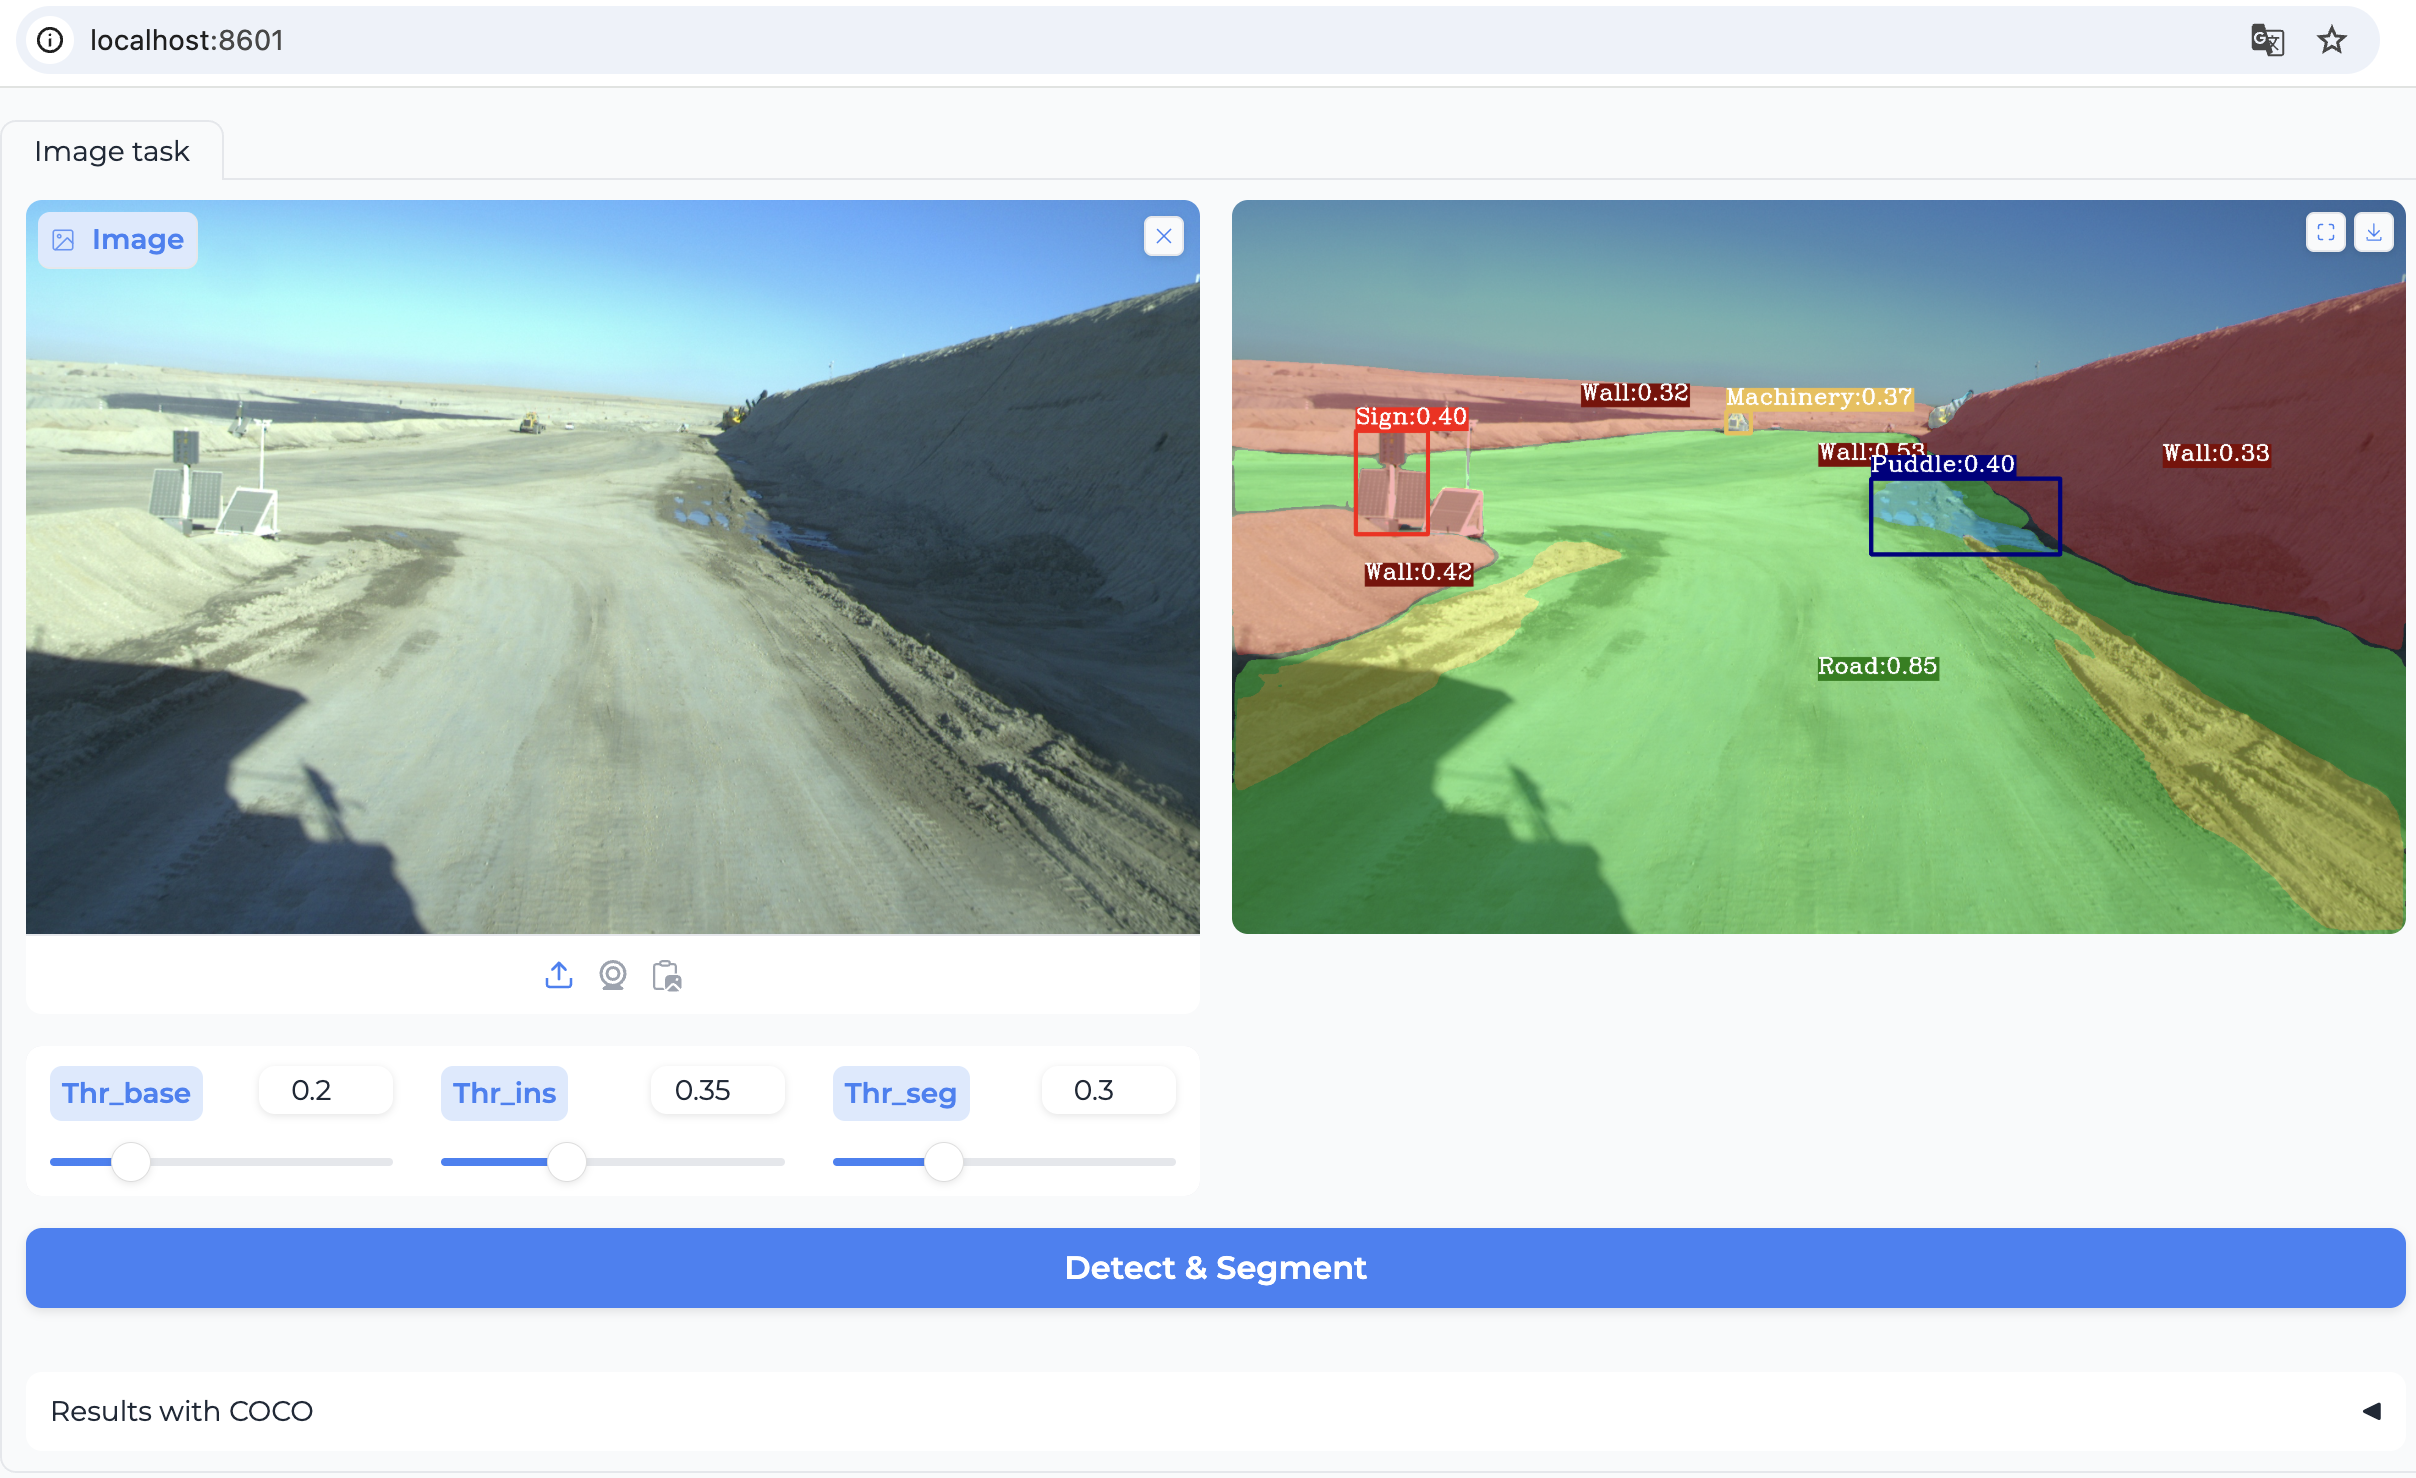 localhost:8601
Image task
Image
Wall:0.32
Machinery:0.37
Sign:0.40
Wall:0.53
Puddle:0.40
Wall:0.33
Wall:0.42
Road:0.85
Thr_base 0.2 Thr_ins 0.35 Thr_seg 0.3
Detect & Segment
Results with COCO